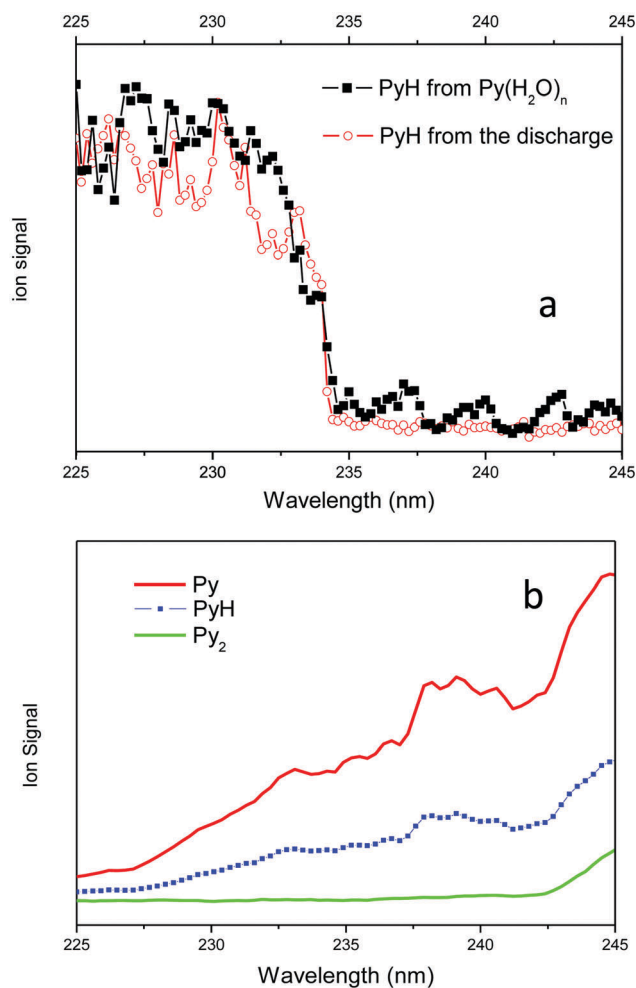 225 230 235 240 245
PyH from Py(H₂O)ₙ
PyH from the discharge
ion signal
a
225 230 235 240 245
Wavelength (nm)
Py
PyH
Py₂
b
Ion Signal
225 230 235 240 245
Wavelength (nm)